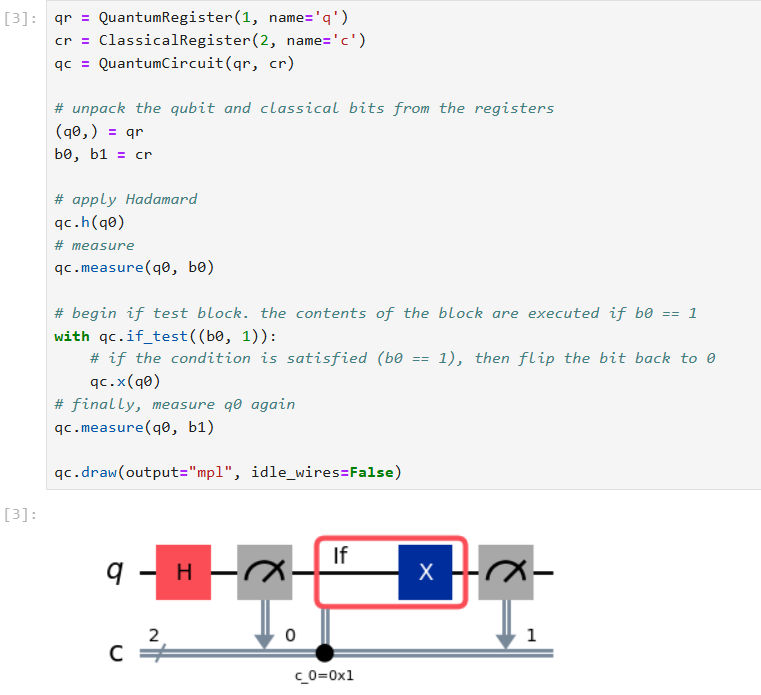 [3]:
qr = QuantumRegister(1, name='q')
cr = ClassicalRegister(2, name='c')
qc = QuantumCircuit(qr, cr)
# unpack the qubit and classical bits from the registers
(q0,) = qr
b0, b1 = cr
# apply Hadamard
qc.h(q0)
# measure
qc.measure(q0, b0)
# begin if test block. the contents of the block are executed if b0 == 1
with qc.if_test((b0, 1)):
    # if the condition is satisfied (b0 == 1), then flip the bit back to 0
    qc.x(q0)
# finally, measure q0 again
qc.measure(q0, b1)
qc.draw(output="mpl", idle_wires=False)
[3]:
If
q H X
2 0 1
c
c_0=0x1